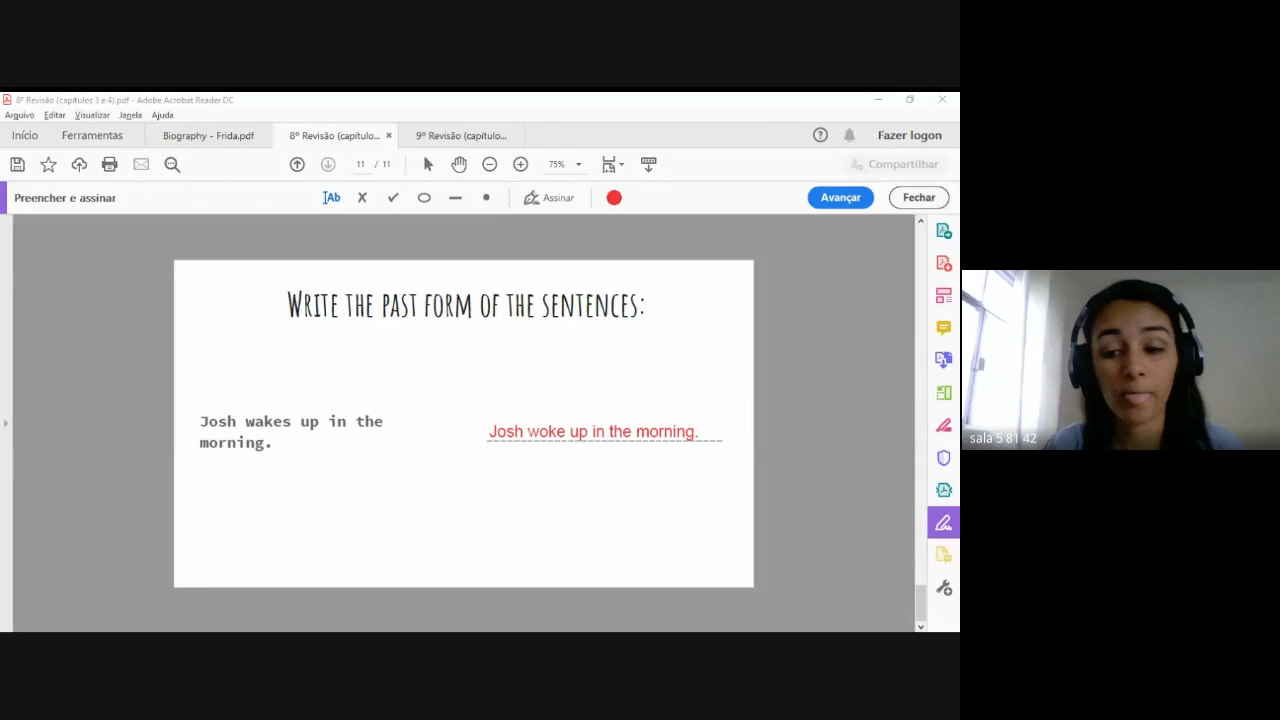 8º Revisão (capítulos 3 e 4).pdf - Adobe Acrobat Reader DC
Arquivo Editar Visualizar Janela Ajuda
Início Ferramentas Biography - Frida.pdf 8º Revisão (capítulo... × 9º Revisão (capítulo... Fazer logon
11 / 11 75% Compartilhar
Preencher e assinar IAb Assinar Avançar Fechar
WRITE THE PAST FORM OF THE SENTENCES:
Josh wakes up in the
morning.
Josh woke up in the morning.
sala 5 81 42